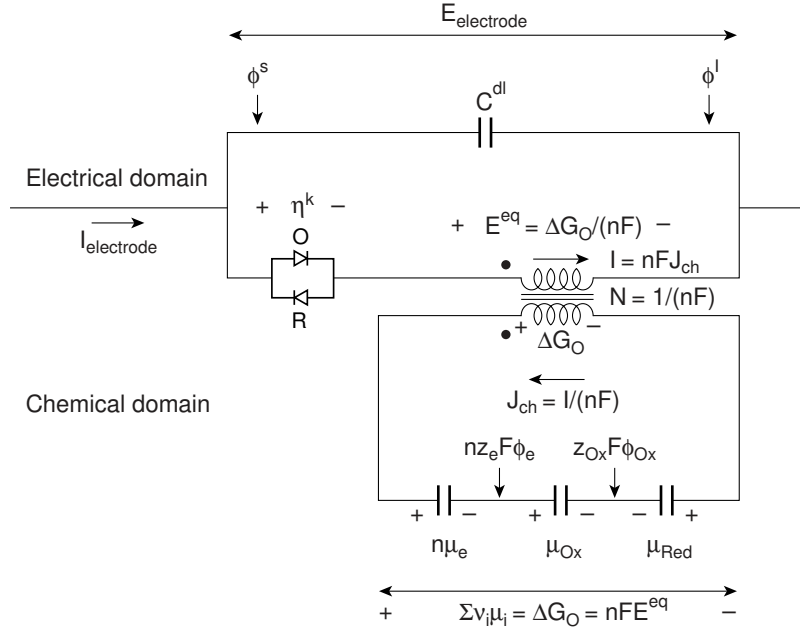 E_electrode
ϕ^s
ϕ^l
C^dl
Electrical domain
+ η^k −
+ E^eq = ΔG_O/(nF) −
I_electrode
O
I = nFJ_ch
R
N = 1/(nF)
+ −
ΔG_O
Chemical domain
J_ch = I/(nF)
nz_eFϕ_e
z_OxFϕ_Ox
+ − + − − +
nμ_e
μ_Ox
μ_Red
+ Σν_iμ_i = ΔG_O = nFE^eq −